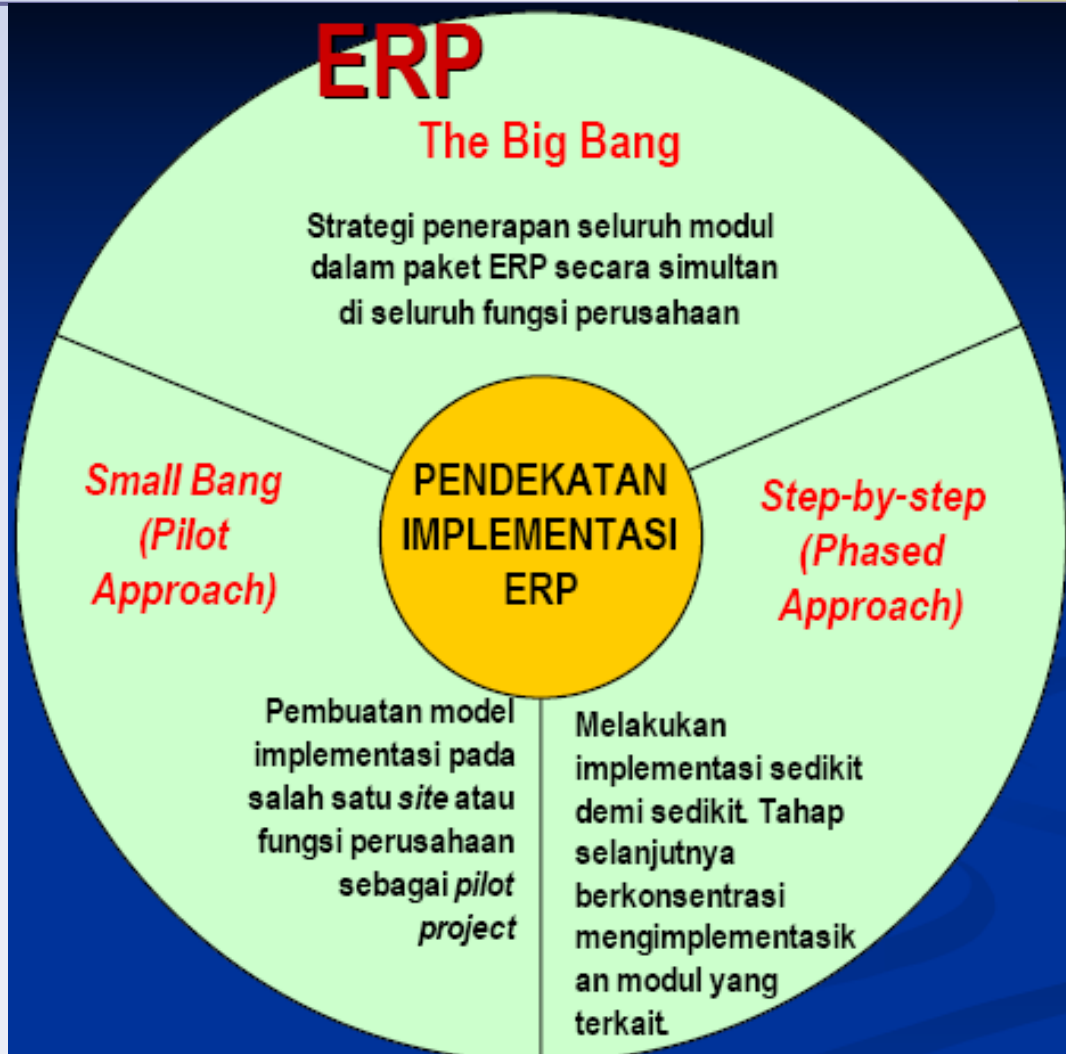 ERP
The Big Bang
Strategi penerapan seluruh modul
dalam paket ERP secara simultan
di seluruh fungsi perusahaan
Small Bang
(Pilot
Approach)
PENDEKATAN
IMPLEMENTASI
ERP
Step-by-step
(Phased
Approach)
Pembuatan model
implementasi pada
salah satu site atau
fungsi perusahaan
sebagai pilot
project
Melakukan
implementasi sedikit
demi sedikit. Tahap
selanjutnya
berkonsentrasi
mengimplementasik
an modul yang
terkait.